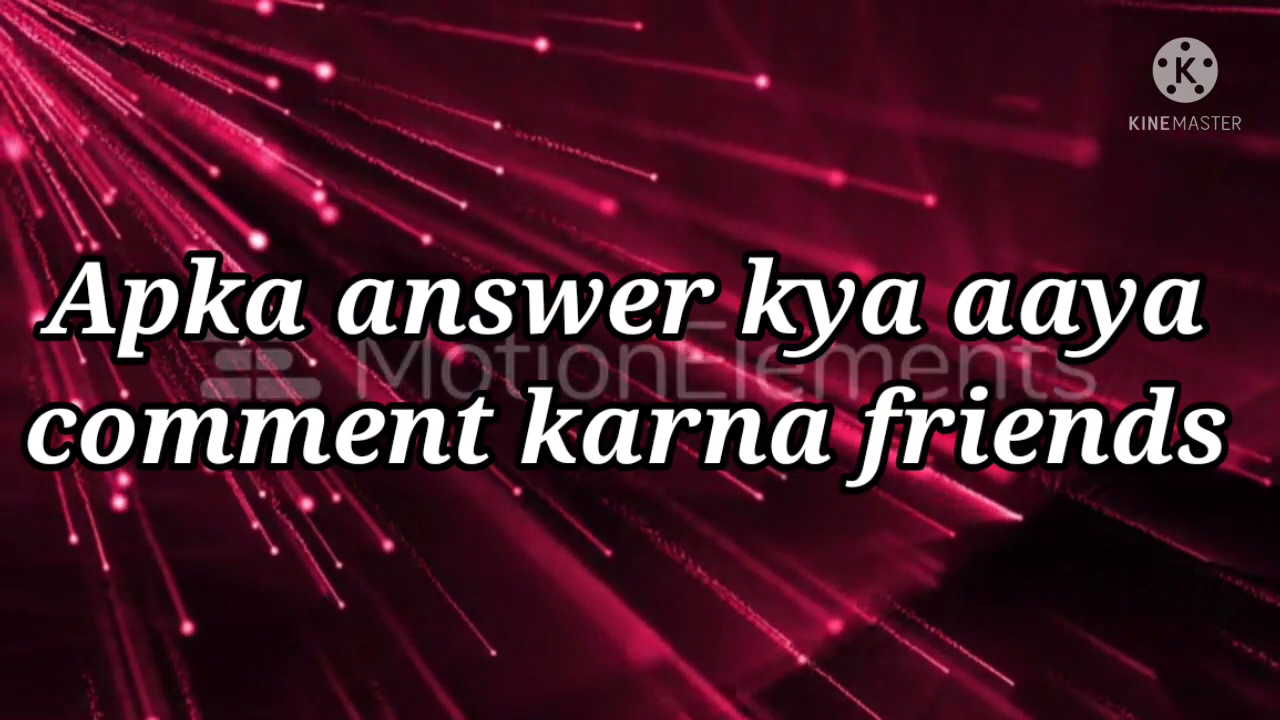 KINEMASTER
Apka answer kya aaya
MotionElements
comment karna friends